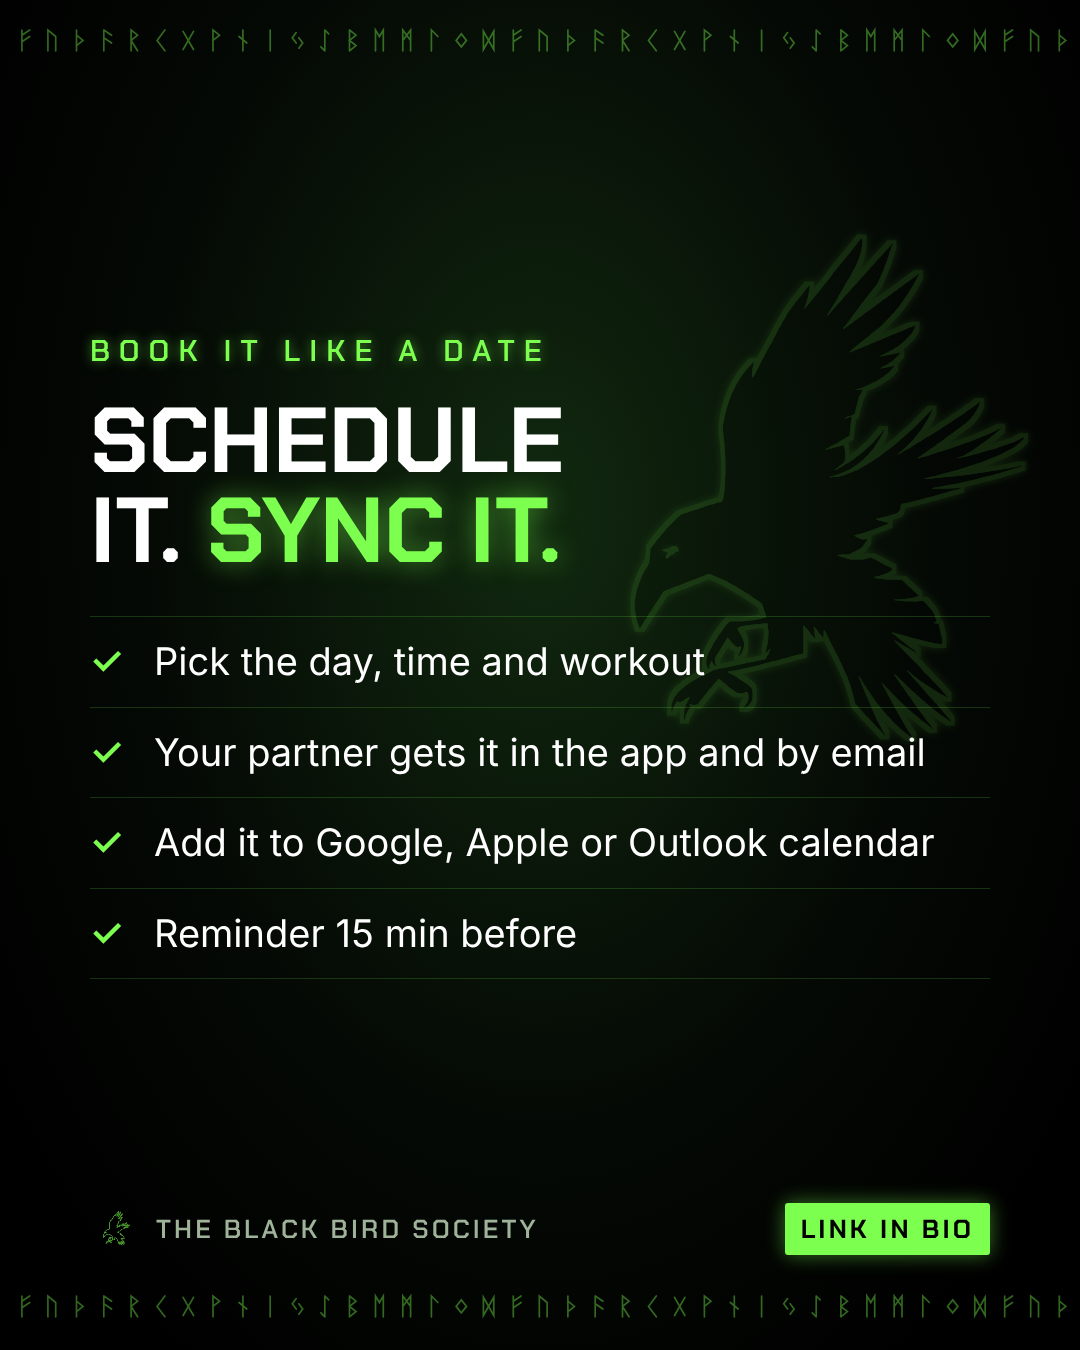 ᚠᚢᚦᚨᚱᚲᚷᚹᚾᛁᛃᛇᛒᛖᛗᛚᛜᛞᚠᚢᚦᚨᚱᚲᚷᚹᚾᛁᛃᛇᛒᛖᛗᛚᛜᛞᚠᚢᚦ
BOOK IT LIKE A DATE
SCHEDULE
IT. SYNC IT.
Pick the day, time and workout
Your partner gets it in the app and by email
Add it to Google, Apple or Outlook calendar
Reminder 15 min before
THE BLACK BIRD SOCIETY
LINK IN BIO
ᚠᚢᚦᚨᚱᚲᚷᚹᚾᛁᛃᛇᛒᛖᛗᛚᛜᛞᚠᚢᚦᚨᚱᚲᚷᚹᚾᛁᛃᛇᛒᛖᛗᛚᛜᛞᚠᚢᚦ